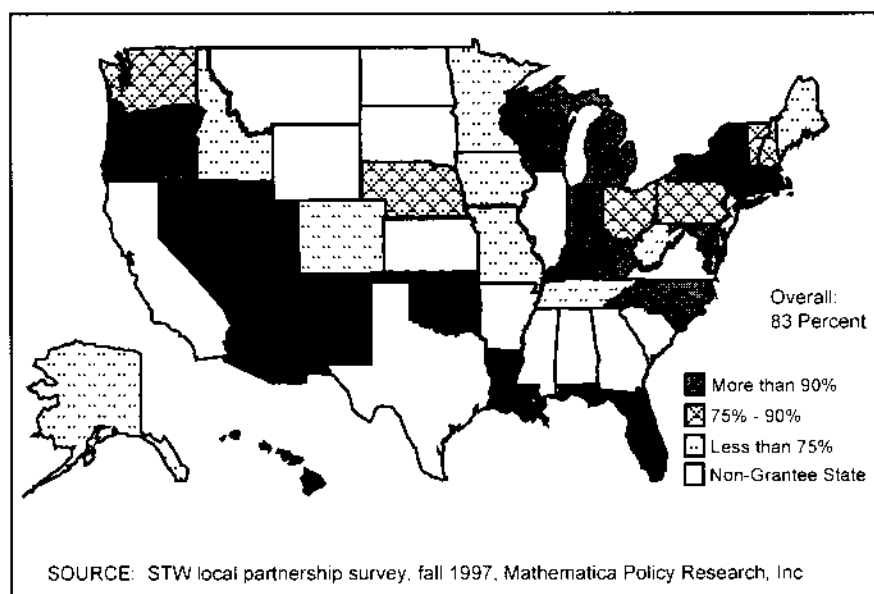 Overall:
83 Percent
More than 90%
75% - 90%
Less than 75%
Non-Grantee State
SOURCE: STW local partnership survey, fall 1997, Mathematica Policy Research, Inc